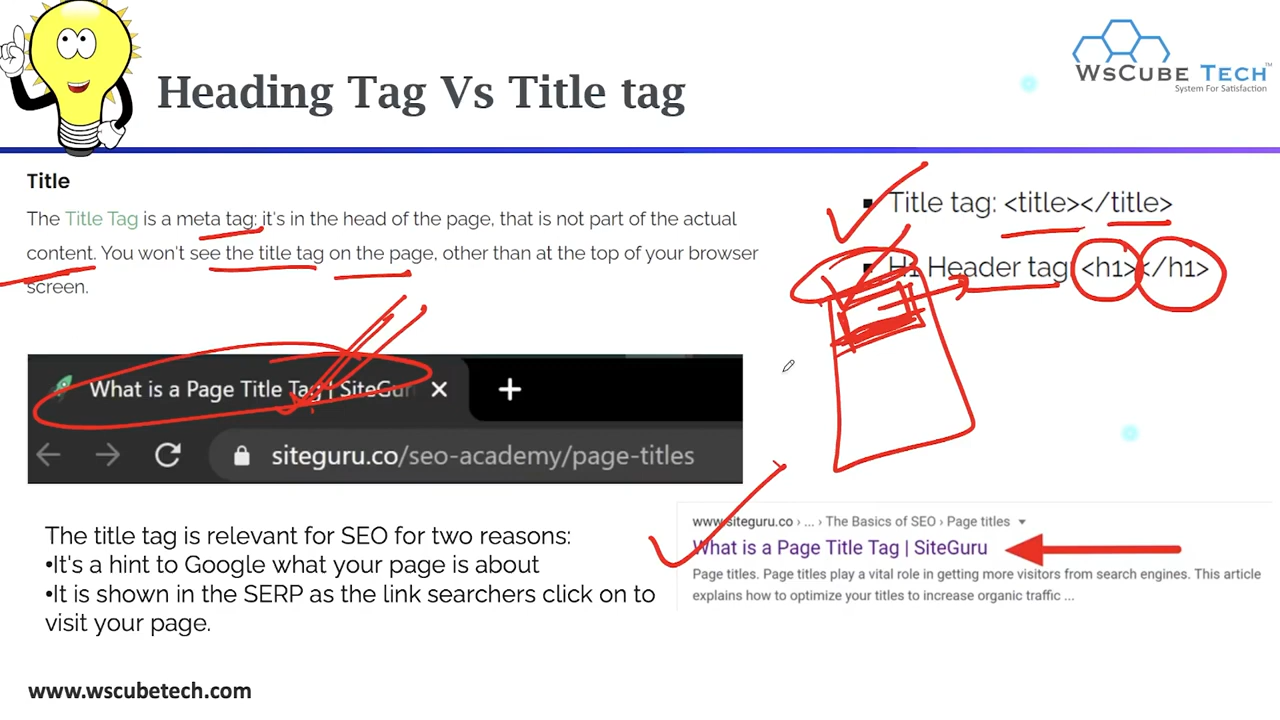 Heading Tag Vs Title tag
WSCUBE TECH™
System For Satisfaction
Title
The Title Tag is a meta tag: it's in the head of the page, that is not part of the actual
content. You won't see the title tag on the page, other than at the top of your browser
screen.
▪ Title tag: <title></title>
▪ H1 Header tag <h1></h1>
What is a Page Title Tag | SiteGur
siteguru.co/seo-academy/page-titles
The title tag is relevant for SEO for two reasons:
•It's a hint to Google what your page is about
•It is shown in the SERP as the link searchers click on to
visit your page.
www.siteguru.co › ... › The Basics of SEO › Page titles
What is a Page Title Tag | SiteGuru
Page titles. Page titles play a vital role in getting more visitors from search engines. This article
explains how to optimize your titles to increase organic traffic ...
www.wscubetech.com